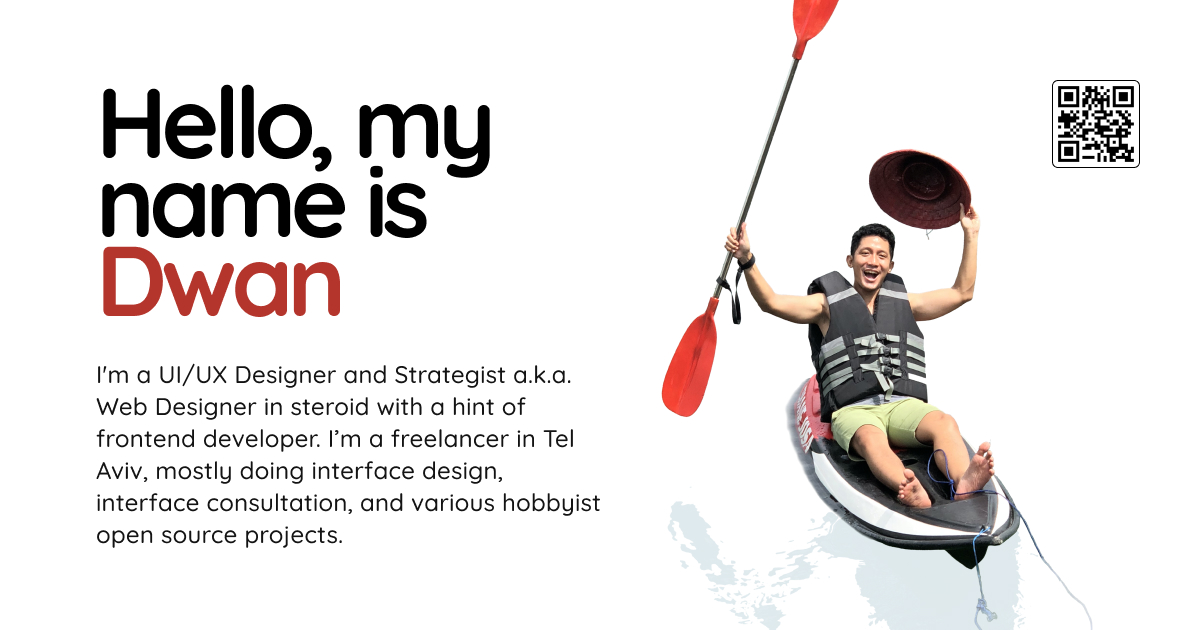 Hello, my
name is
Dwan
I'm a UI/UX Designer and Strategist a.k.a.
Web Designer in steroid with a hint of
frontend developer. I’m a freelancer in Tel
Aviv, mostly doing interface design,
interface consultation, and various hobbyist
open source projects.